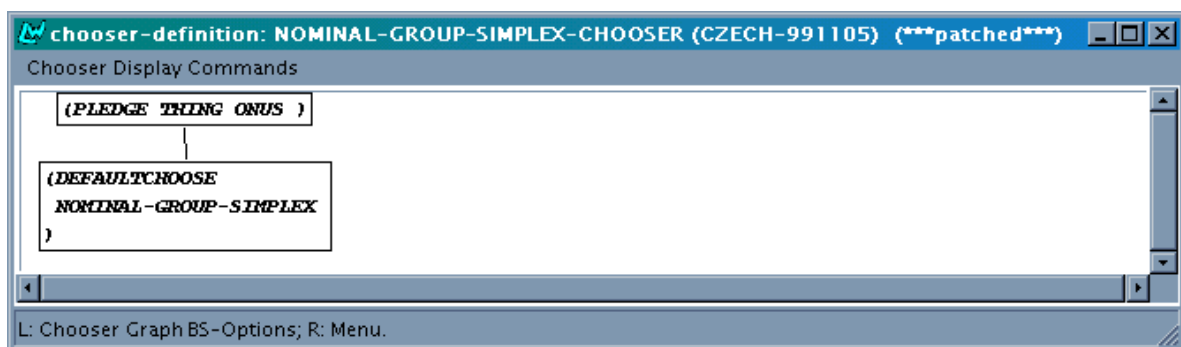 chooser-definition: NOMINAL-GROUP-SIMPLEX-CHOOSER (CZECH-991105) (***patched***)
Chooser Display Commands
(PLEDGE THING ONUS )
(DEFAULTCHOOSE
NOMINAL-GROUP-SIMPLEX
)
L: Chooser Graph BS-Options; R: Menu.